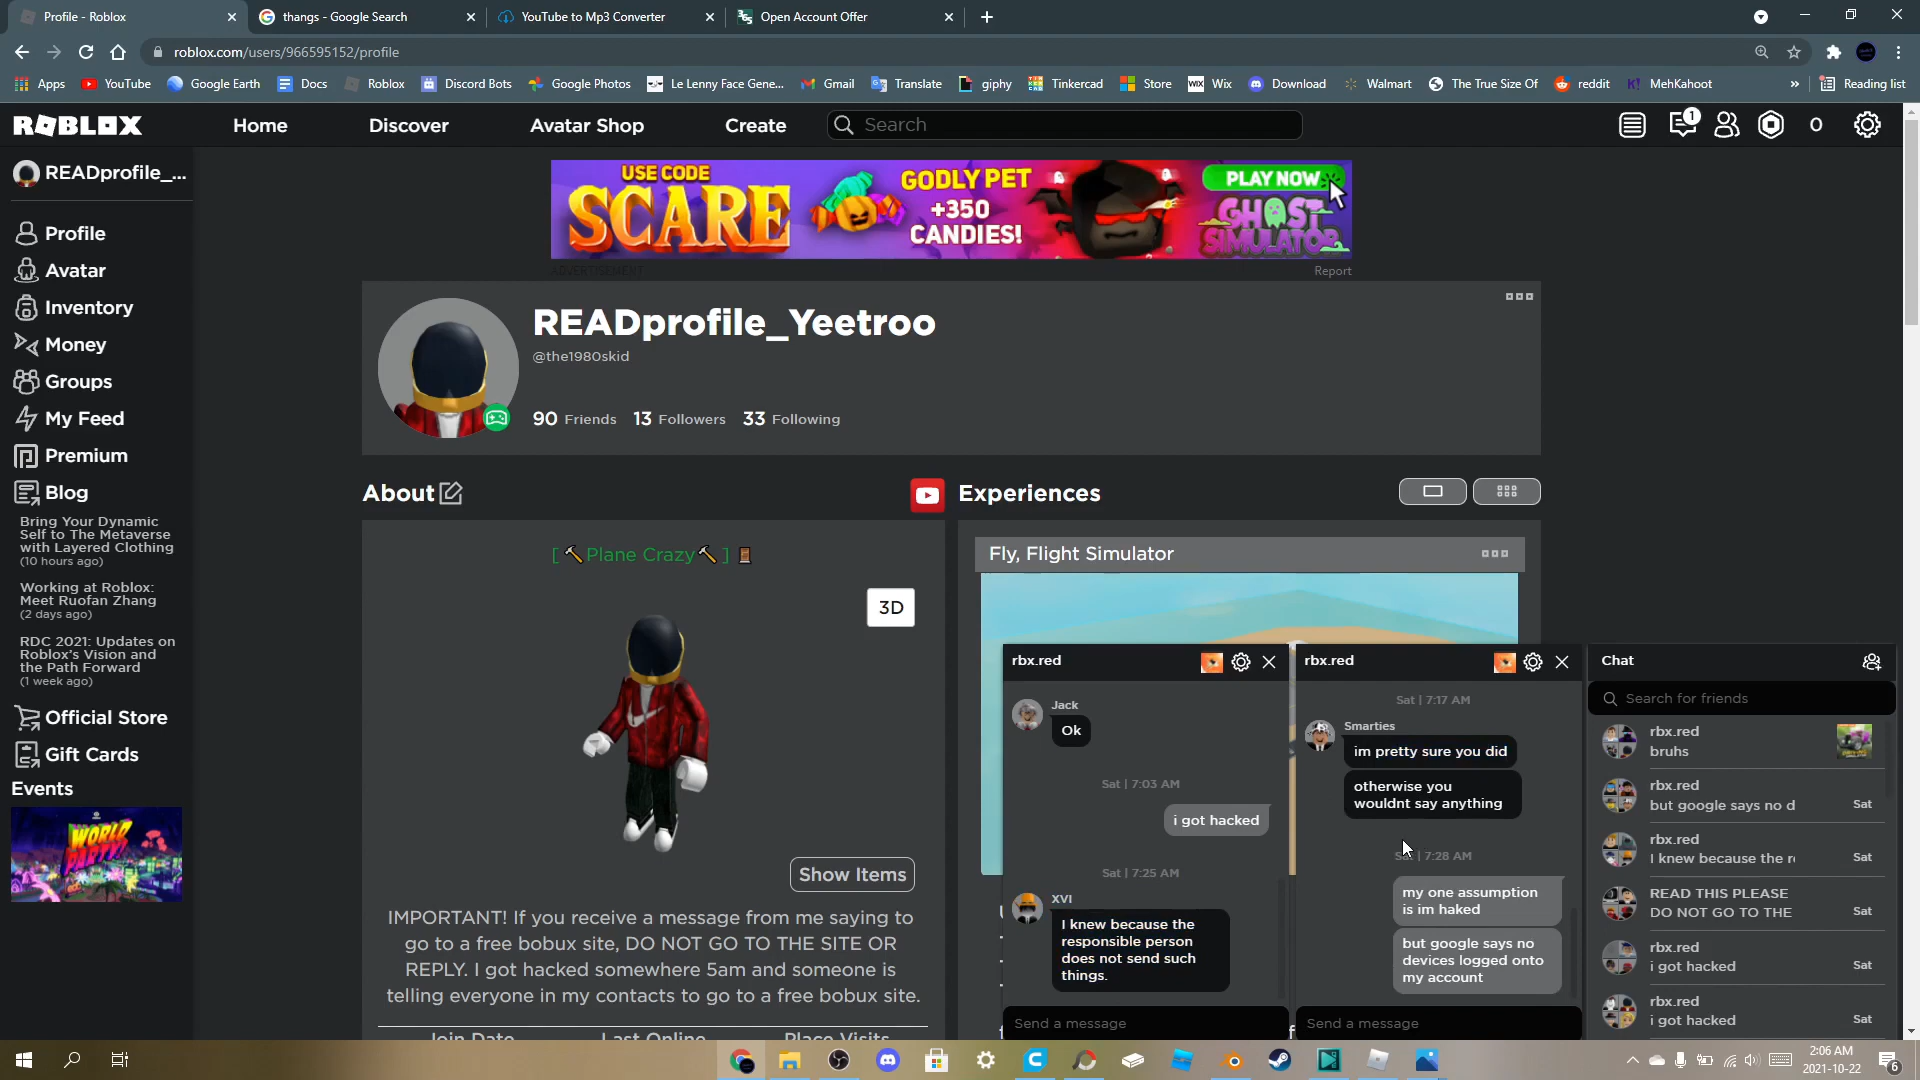 Profile - Roblox
thangs - Google Search
YouTube to Mp3 Converter
Open Account Offer
roblox.com/users/966595152/profile
Apps YouTube Google Earth Docs Roblox Discord Bots Google Photos Le Lenny Face Gene... Gmail Translate giphy Tinkercad Store Wix Download Walmart The True Size Of reddit MehKahoot » Reading list
ROBLOX Home Discover Avatar Shop Create Search 1 0
READprofile_...
Profile
Avatar
Inventory
Money
Groups
My Feed
Premium
Blog
Bring Your Dynamic
Self to The Metaverse
with Layered Clothing
(10 hours ago)
Working at Roblox:
Meet Ruofan Zhang
(2 days ago)
RDC 2021: Updates on
Roblox's Vision and
the Path Forward
(1 week ago)
Official Store
Gift Cards
Events
WORLD
PARTY!
USE CODE
SCARE
GODLY PET
+350
CANDIES!
PLAY NOW
GHOST
SIMULATOR
ADVERTISEMENT
Report
READprofile_Yeetroo
@the1980skid
90 Friends 13 Followers 33 Following
About
Experiences
[ 🔨Plane Crazy🔨 ] 🚪
3D
Show Items
IMPORTANT! If you receive a message from me saying to
go to a free bobux site, DO NOT GO TO THE SITE OR
REPLY. I got hacked somewhere 5am and someone is
telling everyone in my contacts to go to a free bobux site.
Join Date Last Online Place Visits
Fly, Flight Simulator
rbx.red
Jack
Ok
Sat | 7:03 AM
i got hacked
Sat | 7:25 AM
XVI
I knew because the
responsible person
does not send such
things.
Send a message
rbx.red
Sat | 7:17 AM
Smarties
im pretty sure you did
otherwise you
wouldnt say anything
Sat | 7:28 AM
my one assumption
is im haked
but google says no
devices logged onto
my account
Send a message
Chat
Search for friends
rbx.red
bruhs
rbx.red
but google says no d Sat
rbx.red
I knew because the r Sat
READ THIS PLEASE
DO NOT GO TO THE Sat
rbx.red
i got hacked Sat
rbx.red
i got hacked Sat
2:06 AM
2021-10-22
6